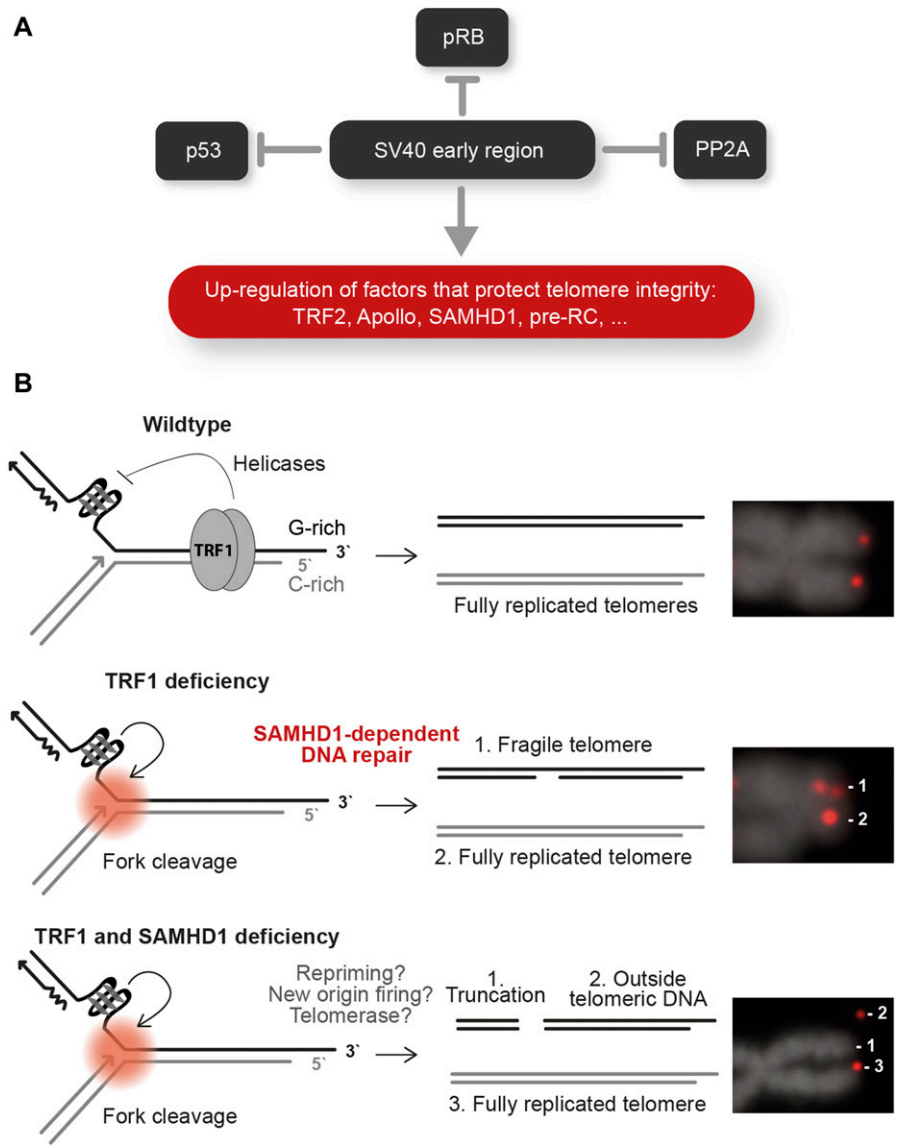 A
pRB
p53
SV40 early region
PP2A
Up-regulation of factors that protect telomere integrity:
TRF2, Apollo, SAMHD1, pre-RC, ...
B
Wildtype
Helicases
TRF1
G-rich
3`
5`
C-rich
Fully replicated telomeres
TRF1 deficiency
SAMHD1-dependent
DNA repair
3`
5`
Fork cleavage
1. Fragile telomere
2. Fully replicated telomere
- 1
- 2
TRF1 and SAMHD1 deficiency
Repriming?
New origin firing?
Telomerase?
3`
5`
Fork cleavage
1.
Truncation
2. Outside
telomeric DNA
3. Fully replicated telomere
- 2
- 1
- 3